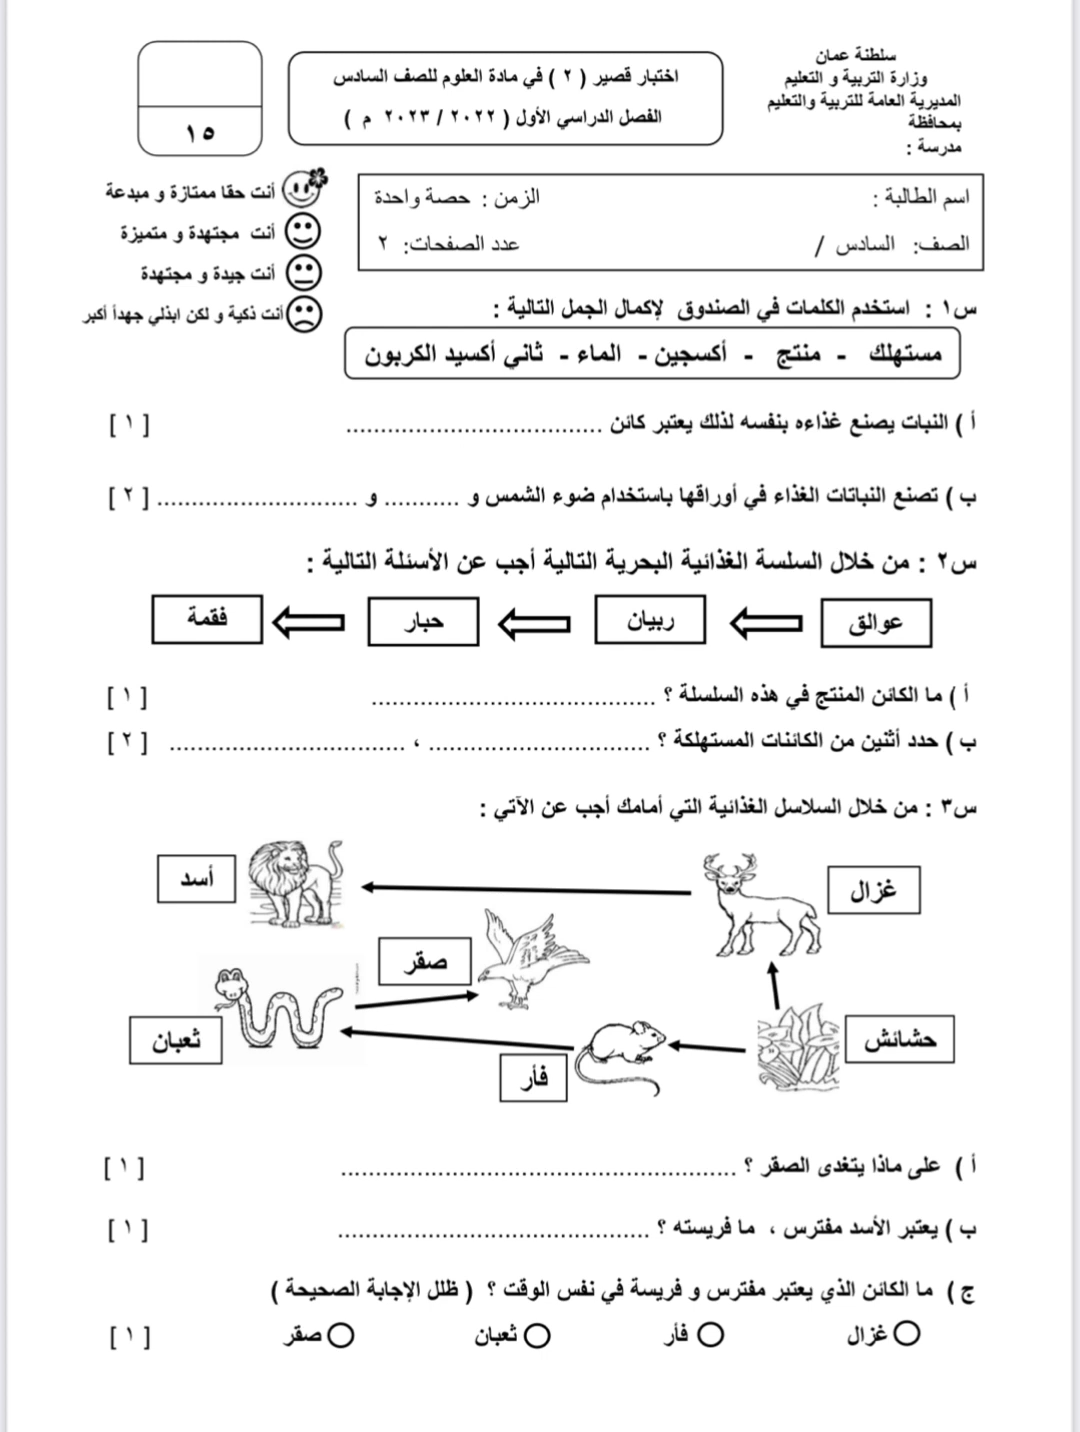 سلطنة عمان
وزارة التربية و التعليم
المديرية العامة للتربية والتعليم
بمحافظة
مدرسة :
اختبار قصير ( ٢ ) في مادة العلوم للصف السادس
الفصل الدراسي الأول ( ٢٠٢٢ / ٢٠٢٣ م )
١٥
أنت حقا ممتازة و مبدعة
أنت مجتهدة و متميزة
أنت جيدة و مجتهدة
أنت ذكية و لكن ابذلي جهداً أكبر
اسم الطالبة : الزمن : حصة واحدة
الصف: السادس / عدد الصفحات: ٢
س١ : استخدم الكلمات في الصندوق لإكمال الجمل التالية :
مستهلك - منتج - أكسجين - الماء - ثاني أكسيد الكربون
أ ) النبات يصنع غذاءه بنفسه لذلك يعتبر كائن ..................................... [ ١ ]
ب ) تصنع النباتات الغذاء في أوراقها باستخدام ضوء الشمس و ........... و ............................. [ ٢ ]
س٢ : من خلال السلسة الغذائية البحرية التالية أجب عن الأسئلة التالية :
عوالق
ربيان
حبار
فقمة
أ ) ما الكائن المنتج في هذه السلسلة ؟ ......................................... [ ١ ]
ب ) حدد أثنين من الكائنات المستهلكة ؟ ................................ ، .................................. [ ٢ ]
س٣ : من خلال السلاسل الغذائية التي أمامك أجب عن الآتي :
غزال
أسد
صقر
حشائش
ثعبان
فأر
أ ) على ماذا يتغدى الصقر ؟ ......................................................... [ ١ ]
ب ) يعتبر الأسد مفترس ، ما فريسته ؟ ............................................. [ ١ ]
ج ) ما الكائن الذي يعتبر مفترس و فريسة في نفس الوقت ؟ ( ظلل الإجابة الصحيحة )
غزال فأر ثعبان صقر [ ١ ]